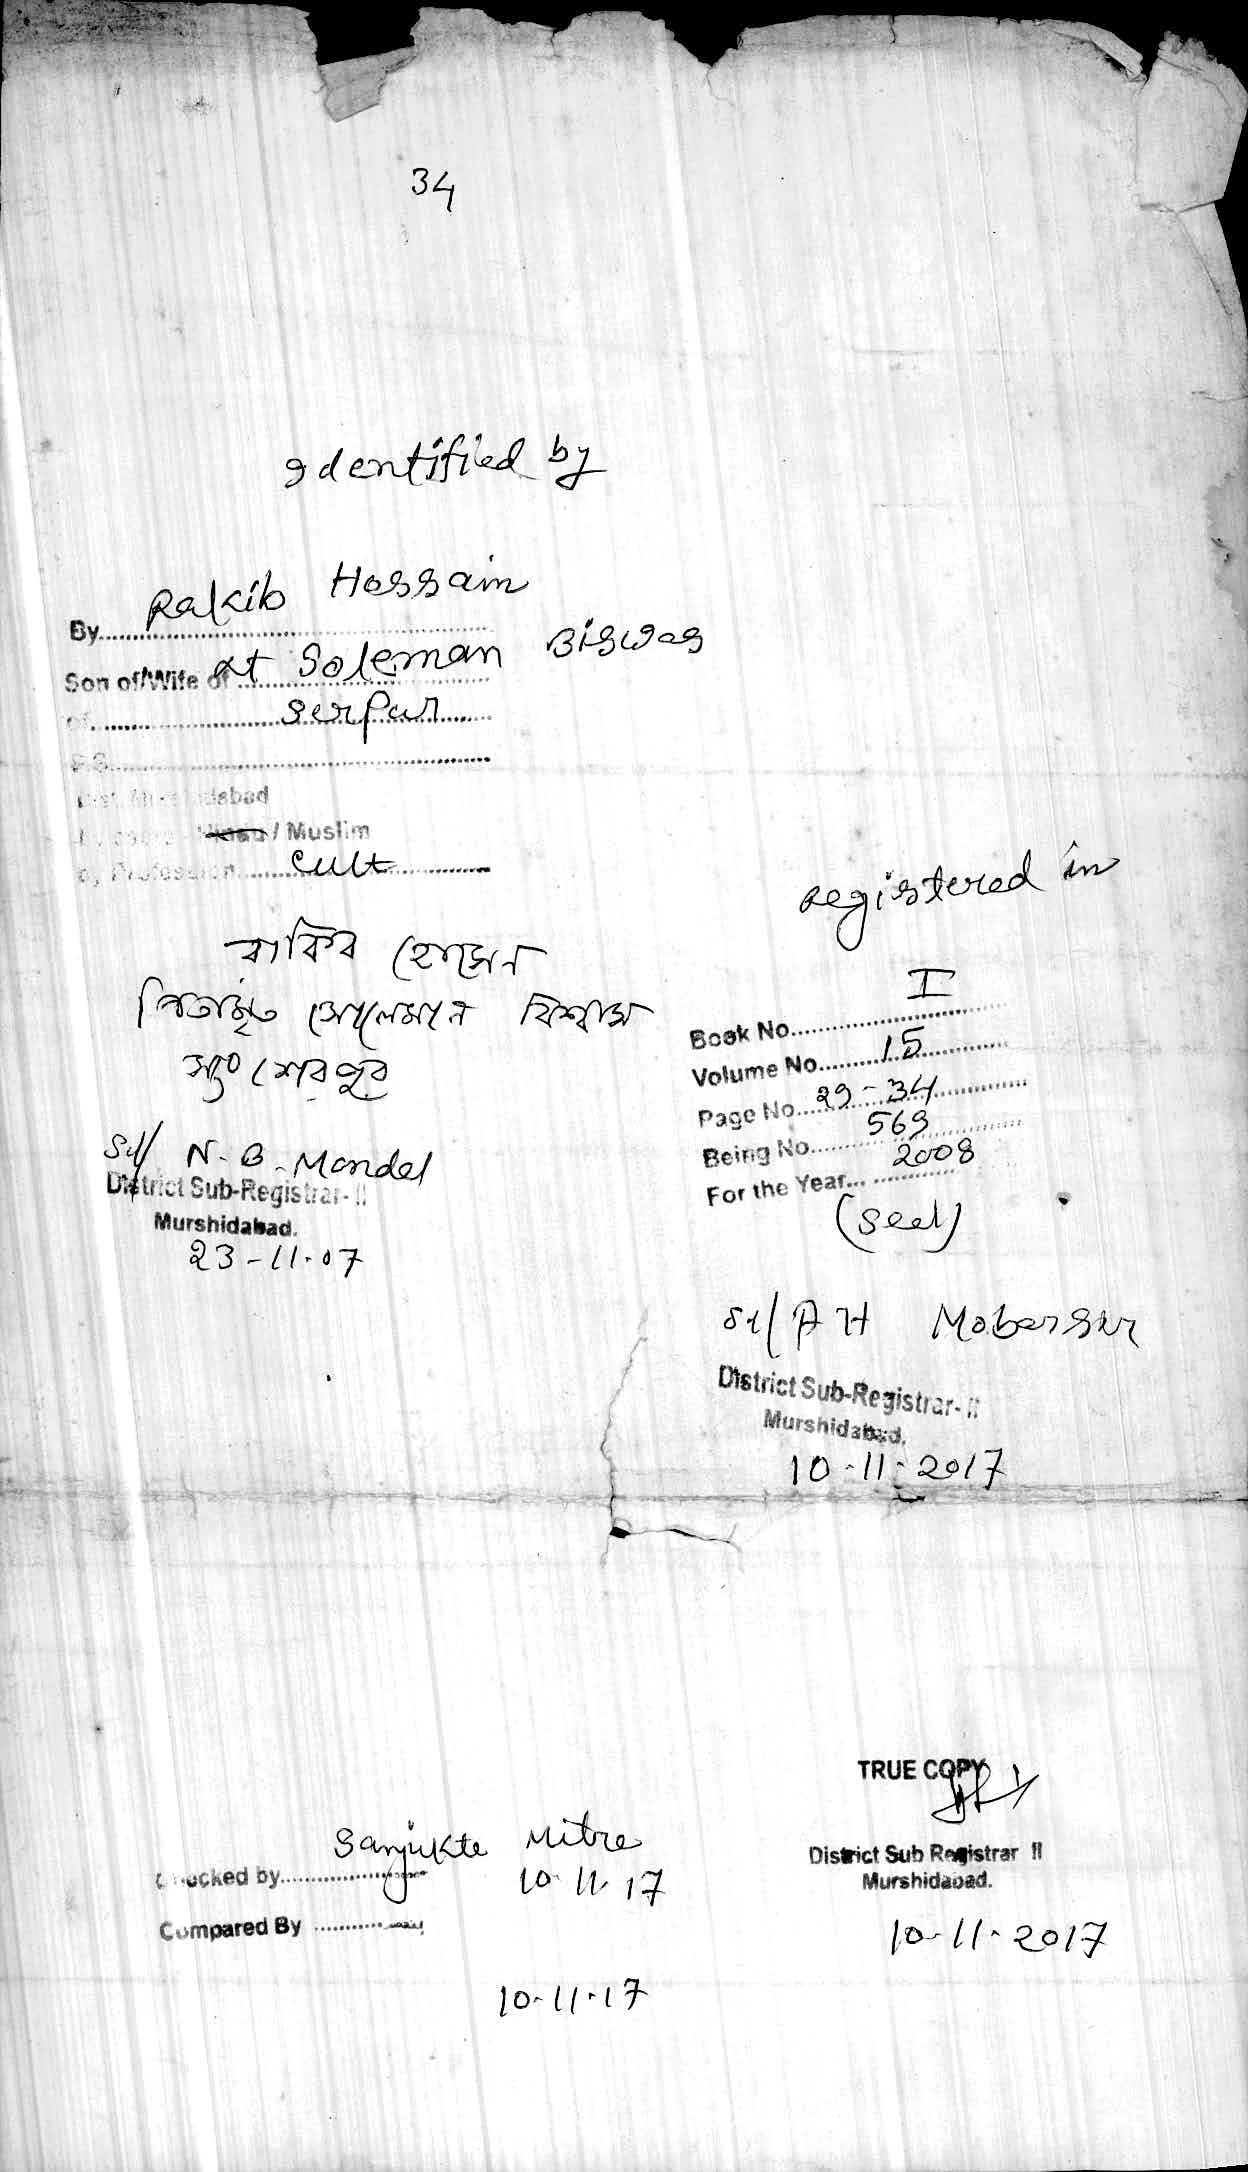 34
Identified by
By Rakib Hossain
Son of/Wife of Lt Soleman Biswas
of Serpur
P.S.
Dist. Murshidabad
Hindu / Muslim
by Profession cult
রাকিব হোসেন
পিতামৃত সোলেমান বিশ্বাস
সাং শেরপুর
Sd/ N. B. Mandal
District Sub-Registrar- II
Murshidabad.
23-11-07
registered in
Book No. I
Volume No. 15
Page No. 29-34
Being No. 569
For the Year 2008
(seal)
Sd/ A H
District Sub-Registrar- II
Murshidabad.
10-11-2017
TRUE COPY
District Sub Registrar II
Murshidabad.
10-11-2017
Checked by Sanjukta Mitra
10-11-17
Compared By
10-11-17